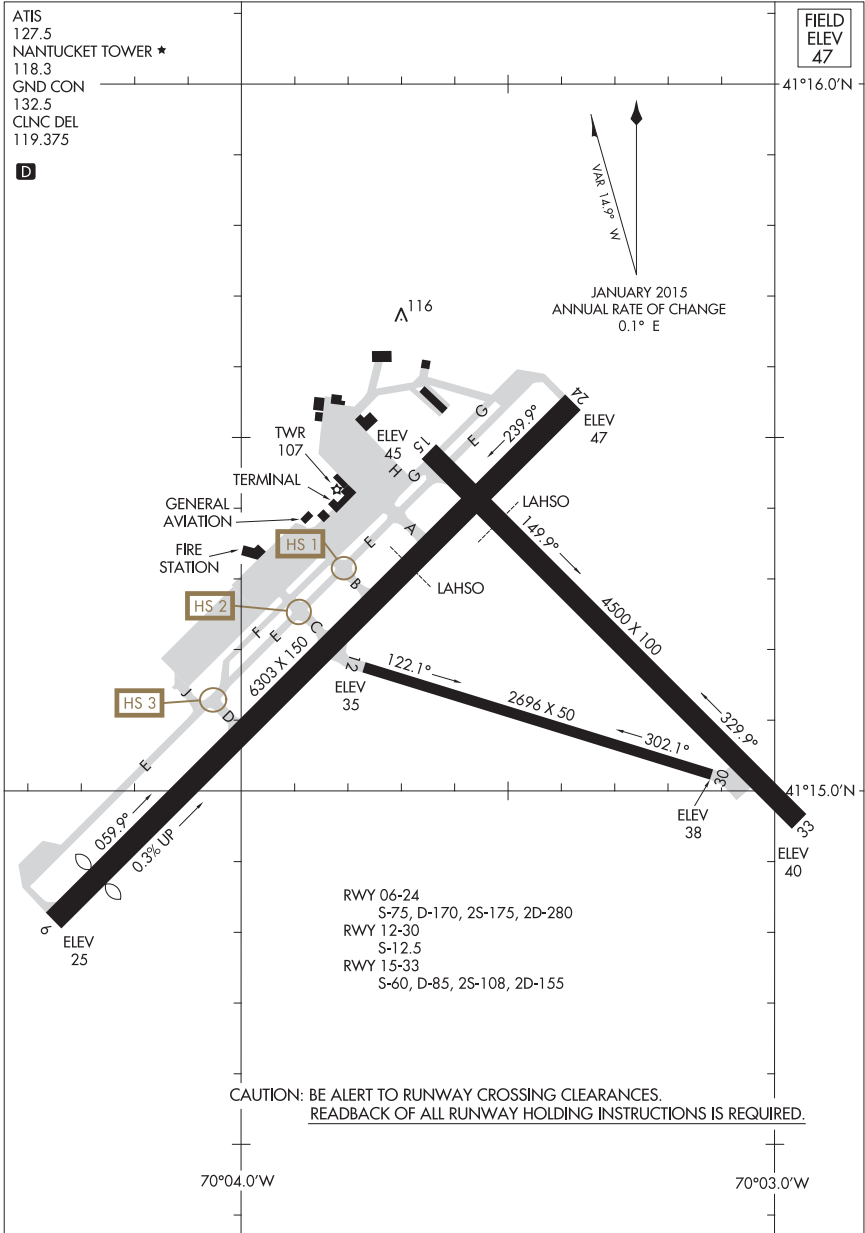 ATIS
127.5
NANTUCKET TOWER ★
118.3
GND CON
132.5
CLNC DEL
119.375
D
FIELD
ELEV
47
41°16.0'N
VAR 14.9° W
JANUARY 2015
ANNUAL RATE OF CHANGE
0.1° E
116
TWR
107
TERMINAL
GENERAL
AVIATION
FIRE
STATION
ELEV
45
15
H
G
G
E
239.9°
24
ELEV
47
LAHSO
149.9°
A
E
LAHSO
HS 1
B
HS 2
C
F
E
6303 X 150
4500 X 100
12
ELEV
35
122.1°
2696 X 50
302.1°
329.9°
HS 3
J
D
E
30
ELEV
38
41°15.0'N
33
ELEV
40
059.9°
0.3% UP
6
ELEV
25
RWY 06-24
S-75, D-170, 2S-175, 2D-280
RWY 12-30
S-12.5
RWY 15-33
S-60, D-85, 2S-108, 2D-155
CAUTION: BE ALERT TO RUNWAY CROSSING CLEARANCES.
READBACK OF ALL RUNWAY HOLDING INSTRUCTIONS IS REQUIRED.
70°04.0'W
70°03.0'W